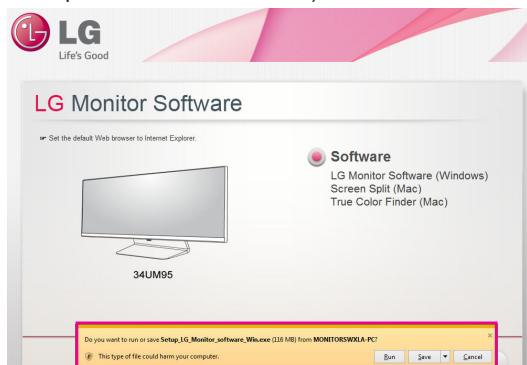 LG
Life's Good
LG Monitor Software
☞ Set the default Web browser to Internet Explorer.
Software
LG Monitor Software (Windows)
Screen Split (Mac)
True Color Finder (Mac)
34UM95
Do you want to run or save Setup_LG_Monitor_software_Win.exe (116 MB) from MONITORSWXLA-PC?
×
This type of file could harm your computer.
Run
Save
Cancel